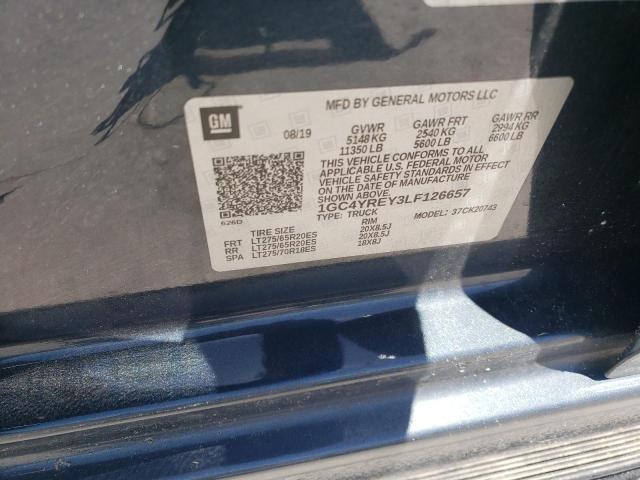 MFD BY GENERAL MOTORS LLC
GM
08/19
GVWR GAWR FRT GAWR RR
5148 KG 2540 KG 2994 KG
11350 LB 5600 LB 6600 LB
THIS VEHICLE CONFORMS TO ALL
APPLICABLE U.S. FEDERAL MOTOR
VEHICLE SAFETY STANDARDS IN EFFECT
ON THE DATE OF MANUFACTURE
SHOWN ABOVE.
1GC4YREY3LF126657
TYPE: TRUCK MODEL: 37CK20743
626D
TIRE SIZE RIM
FRT LT275/65R20ES 20X8.5J
RR LT275/65R20ES 20X8.5J
SPA LT275/70R18ES 18X8J